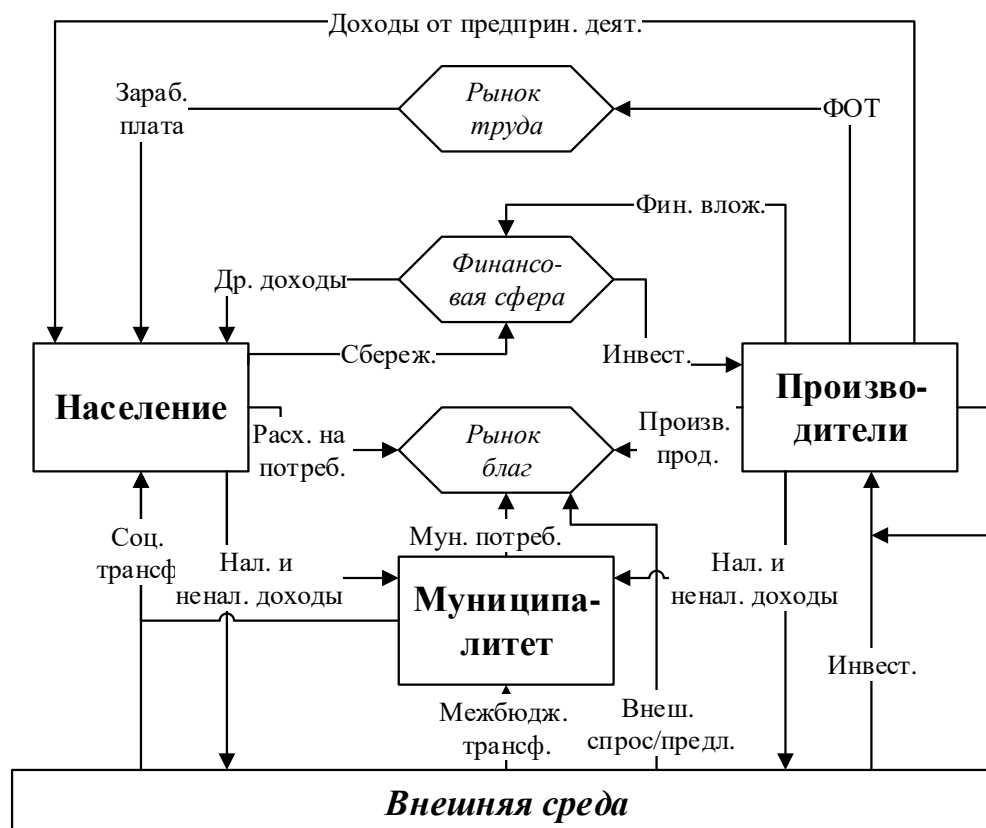 Доходы от предприн. деят.
Зараб.
плата
Рынок
труда
ФОТ
Фин. влож.
Др. доходы
Финансо-
вая сфера
Сбереж.
Инвест.
Население
Произво-
дители
Расх. на
потреб.
Рынок
благ
Произв.
прод.
Соц.
трансф
Мун. потреб.
Нал. и
ненал. доходы
Муниципа-
литет
Нал. и
ненал. доходы
Инвест.
Межбюдж.
трансф.
Внеш.
спрос/предл.
Внешняя среда